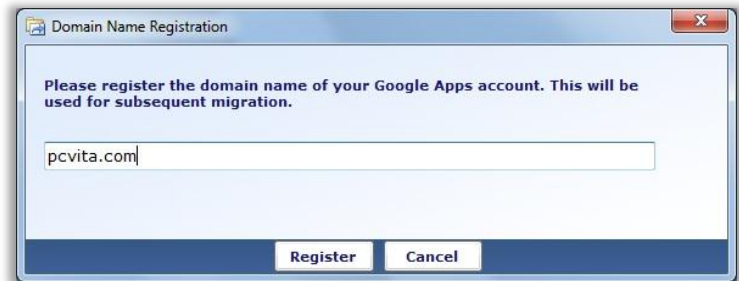 Domain Name Registration
Please register the domain name of your Google Apps account. This will be
used for subsequent migration.
pcvita.com
Register Cancel